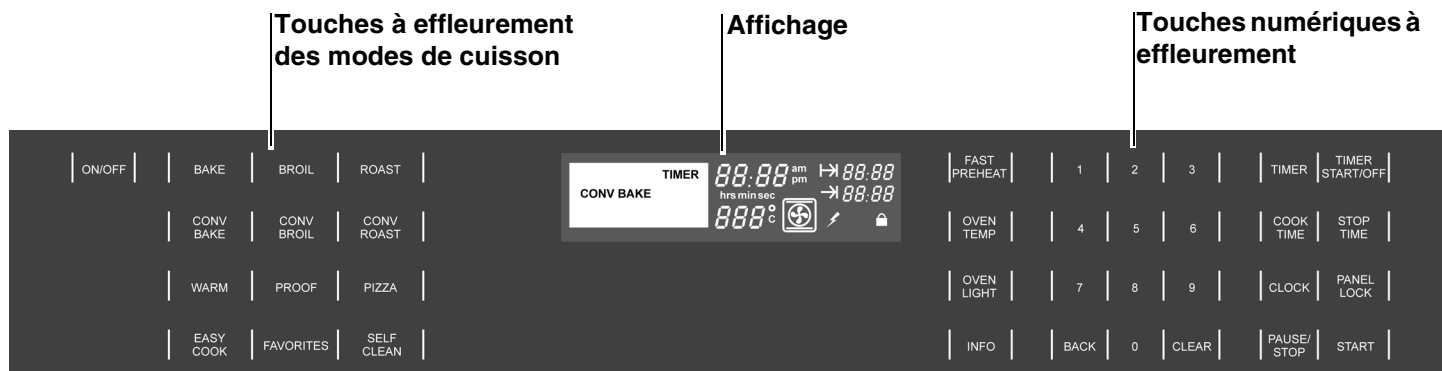 Touches à effleurement
des modes de cuisson
Affichage
Touches numériques à
effleurement
ON/OFF BAKE BROIL ROAST
CONV BAKE CONV BROIL CONV ROAST
WARM PROOF PIZZA
EASY COOK FAVORITES SELF CLEAN
TIMER 88:88 am pm 88:88
CONV BAKE hrs min sec 88:88
888° C
FAST PREHEAT 1 2 3 TIMER TIMER START/OFF
OVEN TEMP 4 5 6 COOK TIME STOP TIME
OVEN LIGHT 7 8 9 CLOCK PANEL LOCK
INFO BACK 0 CLEAR PAUSE/ STOP START